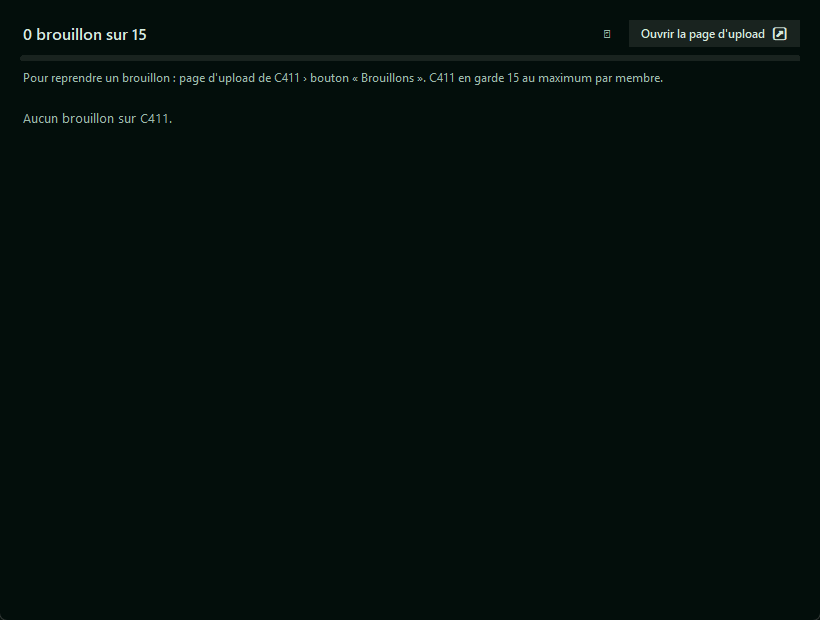 0 brouillon sur 15
Ouvrir la page d'upload
Pour reprendre un brouillon : page d'upload de C411 › bouton « Brouillons ». C411 en garde 15 au maximum par membre.
Aucun brouillon sur C411.